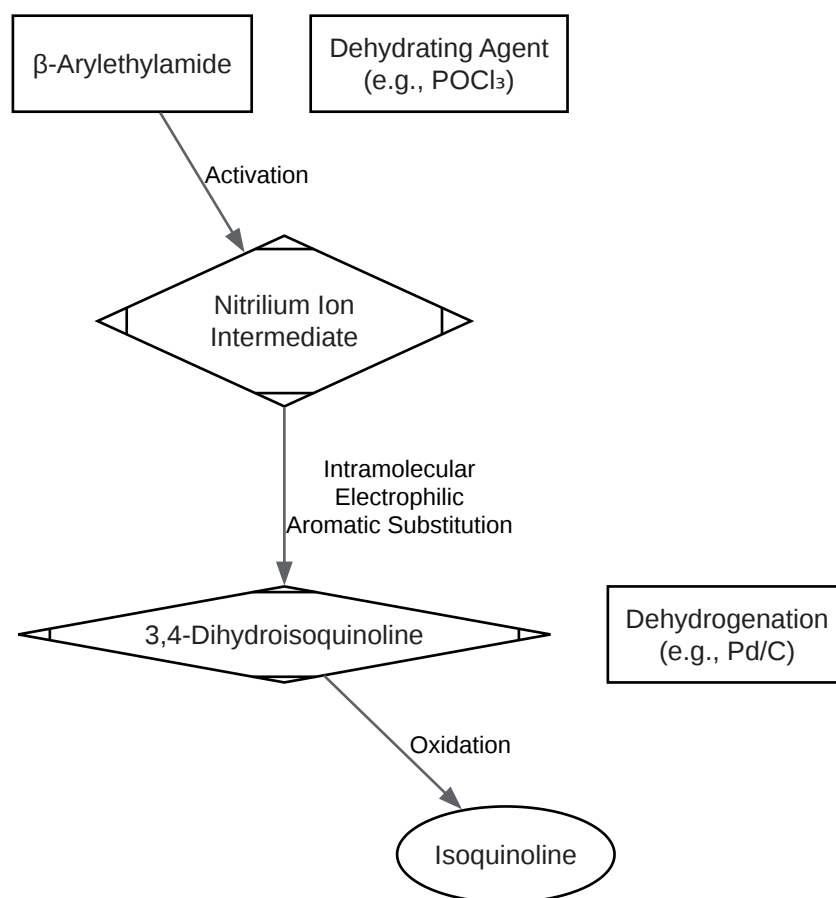 β-Arylethylamide
Dehydrating Agent
(e.g., POCl₃)
Activation
Nitrilium Ion
Intermediate
Intramolecular
Electrophilic
Aromatic Substitution
3,4-Dihydroisoquinoline
Dehydrogenation
(e.g., Pd/C)
Oxidation
Isoquinoline